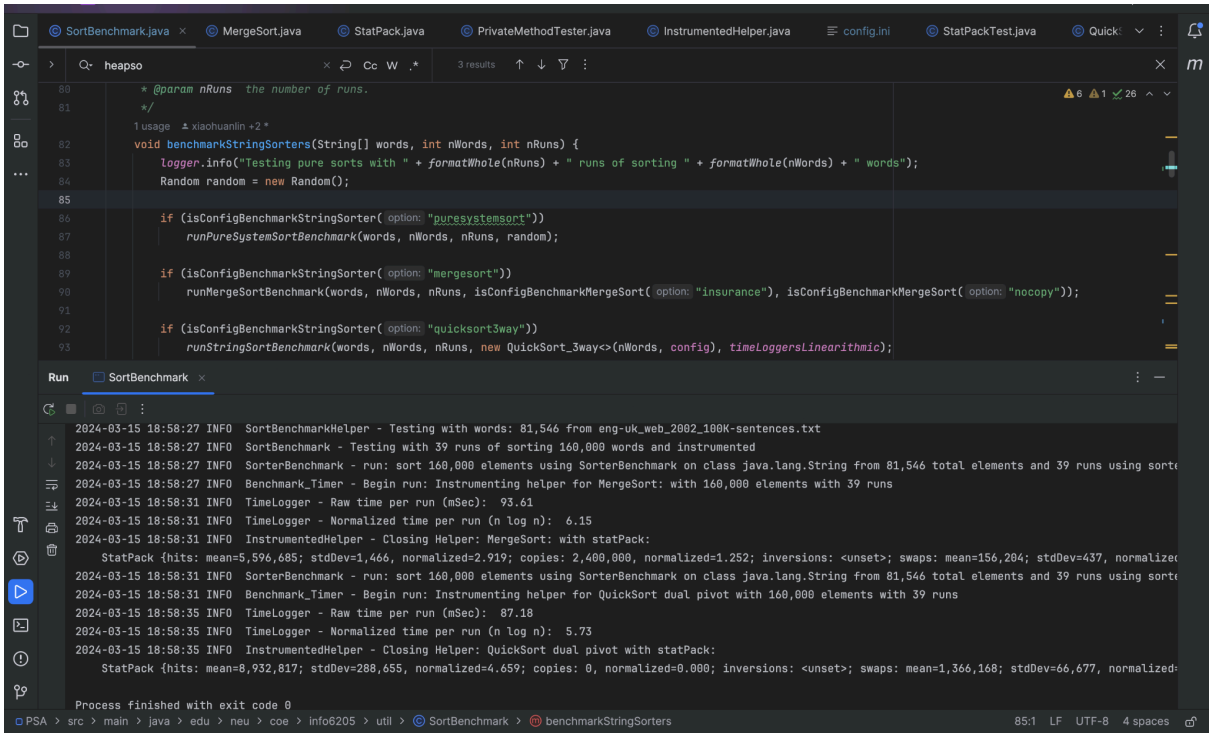 SortBenchmark.java × MergeSort.java StatPack.java PrivateMethodTester.java InstrumentedHelper.java config.ini StatPackTest.java Quick
heapso × Cc W .* 3 results
80 * @param nRuns the number of runs. 6 1 26
81 */
1 usage xiaohuanlin +2 *
82 void benchmarkStringSorters(String[] words, int nWords, int nRuns) {
83 logger.info("Testing pure sorts with " + formatWhole(nRuns) + " runs of sorting " + formatWhole(nWords) + " words");
84 Random random = new Random();
85
86 if (isConfigBenchmarkStringSorter( option: "puresystemsort"))
87 runPureSystemSortBenchmark(words, nWords, nRuns, random);
88
89 if (isConfigBenchmarkStringSorter( option: "mergesort"))
90 runMergeSortBenchmark(words, nWords, nRuns, isConfigBenchmarkMergeSort( option: "insurance"), isConfigBenchmarkMergeSort( option: "nocopy"));
91
92 if (isConfigBenchmarkStringSorter( option: "quicksort3way"))
93 runStringSortBenchmark(words, nWords, nRuns, new QuickSort_3way<>(nWords, config), timeLoggersLinearithmic);
Run SortBenchmark ×
2024-03-15 18:58:27 INFO SortBenchmarkHelper - Testing with words: 81,546 from eng-uk_web_2002_100K-sentences.txt
2024-03-15 18:58:27 INFO SortBenchmark - Testing with 39 runs of sorting 160,000 words and instrumented
2024-03-15 18:58:27 INFO SorterBenchmark - run: sort 160,000 elements using SorterBenchmark on class java.lang.String from 81,546 total elements and 39 runs using sorte
2024-03-15 18:58:27 INFO Benchmark_Timer - Begin run: Instrumenting helper for MergeSort: with 160,000 elements with 39 runs
2024-03-15 18:58:31 INFO TimeLogger - Raw time per run (mSec): 93.61
2024-03-15 18:58:31 INFO TimeLogger - Normalized time per run (n log n): 6.15
2024-03-15 18:58:31 INFO InstrumentedHelper - Closing Helper: MergeSort: with statPack:
StatPack {hits: mean=5,596,685; stdDev=1,466, normalized=2.919; copies: 2,400,000, normalized=1.252; inversions: <unset>; swaps: mean=156,204; stdDev=437, normalized
2024-03-15 18:58:31 INFO SorterBenchmark - run: sort 160,000 elements using SorterBenchmark on class java.lang.String from 81,546 total elements and 39 runs using sorte
2024-03-15 18:58:31 INFO Benchmark_Timer - Begin run: Instrumenting helper for QuickSort dual pivot with 160,000 elements with 39 runs
2024-03-15 18:58:35 INFO TimeLogger - Raw time per run (mSec): 87.18
2024-03-15 18:58:35 INFO TimeLogger - Normalized time per run (n log n): 5.73
2024-03-15 18:58:35 INFO InstrumentedHelper - Closing Helper: QuickSort dual pivot with statPack:
StatPack {hits: mean=8,932,817; stdDev=288,655, normalized=4.659; copies: 0, normalized=0.000; inversions: <unset>; swaps: mean=1,366,168; stdDev=66,677, normalized=
Process finished with exit code 0
PSA > src > main > java > edu > neu > coe > info6205 > util > SortBenchmark > benchmarkStringSorters 85:1 LF UTF-8 4 spaces